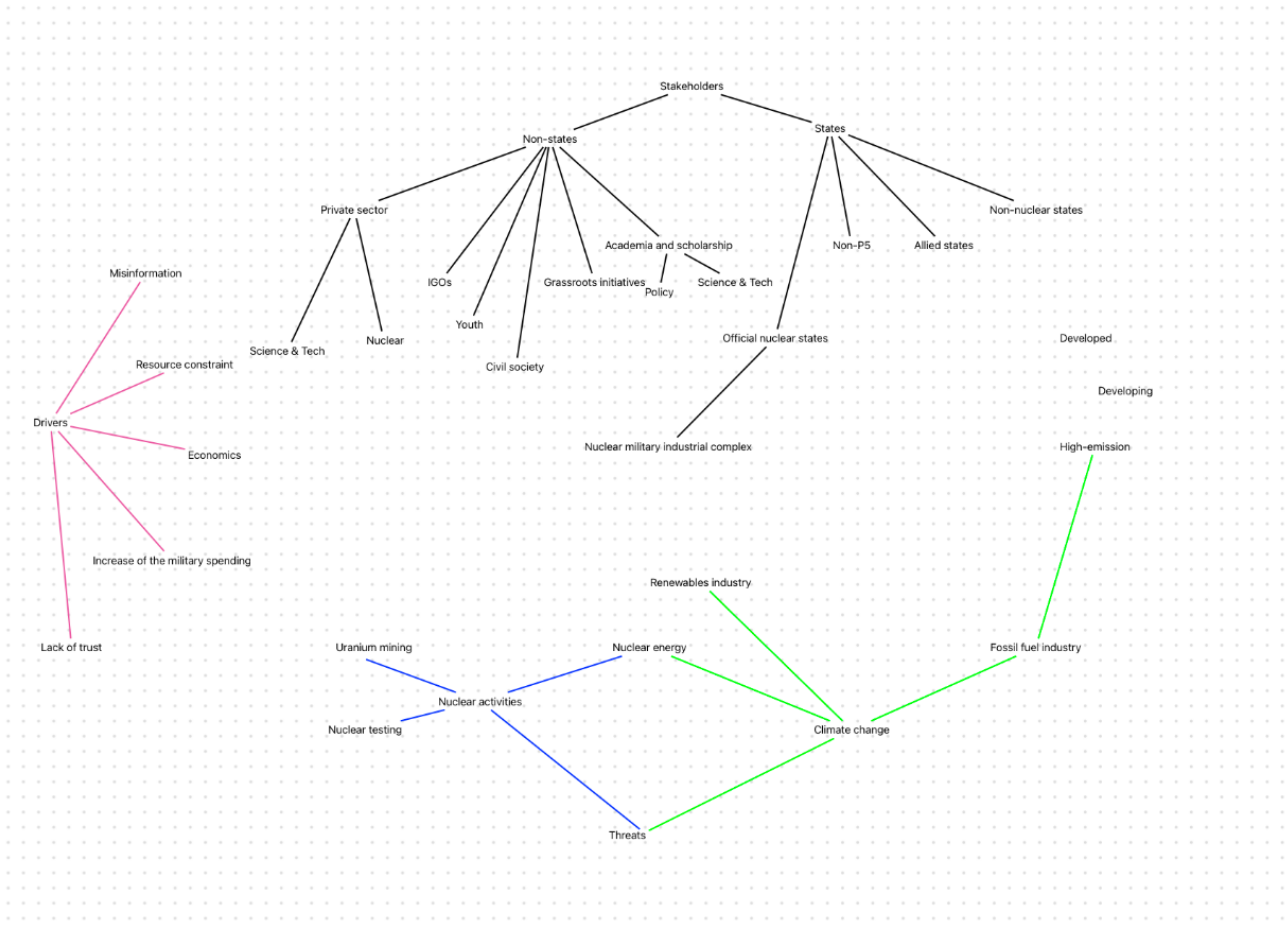 Stakeholders
States
Non-states
Private sector
Non-nuclear states
Academia and scholarship
Non-P5
Allied states
Misinformation
IGOs
Grassroots initiatives
Policy
Science & Tech
Youth
Nuclear
Official nuclear states
Developed
Science & Tech
Resource constraint
Civil society
Developing
Drivers
Economics
Nuclear military industrial complex
High-emission
Increase of the military spending
Renewables industry
Lack of trust
Uranium mining
Nuclear energy
Fossil fuel industry
Nuclear activities
Nuclear testing
Climate change
Threats